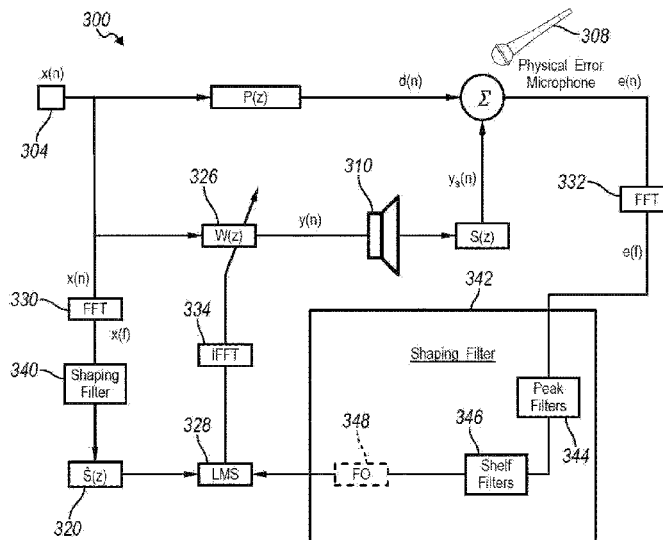 300
308
x(n)
304
P(z)
d(n)
Σ
Physical Error
Microphone
e(n)
326
310
yₛ(n)
332
W(z)
y(n)
S(z)
FFT
x(n)
e(f)
330
FFT
334
342
x(f)
340
Shaping
Filter
IFFT
Shaping Filter
Peak
Filters
344
328
348
346
Ŝ(z)
LMS
FO
Shelf
Filters
320